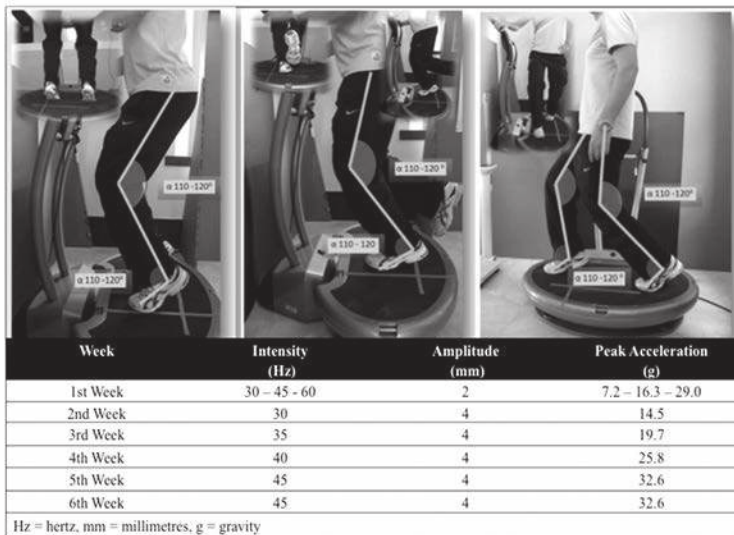 α 110 -120°
α 110 -120°
α 110 -120 °
α 110 - 120
α 110 -120°
α 110 -120 °
Week Intensity (Hz) Amplitude (mm) Peak Acceleration (g)
1st Week 30 – 45 - 60 2 7.2 – 16.3 – 29.0
2nd Week 30 4 14.5
3rd Week 35 4 19.7
4th Week 40 4 25.8
5th Week 45 4 32.6
6th Week 45 4 32.6
Hz = hertz, mm = millimetres, g = gravity